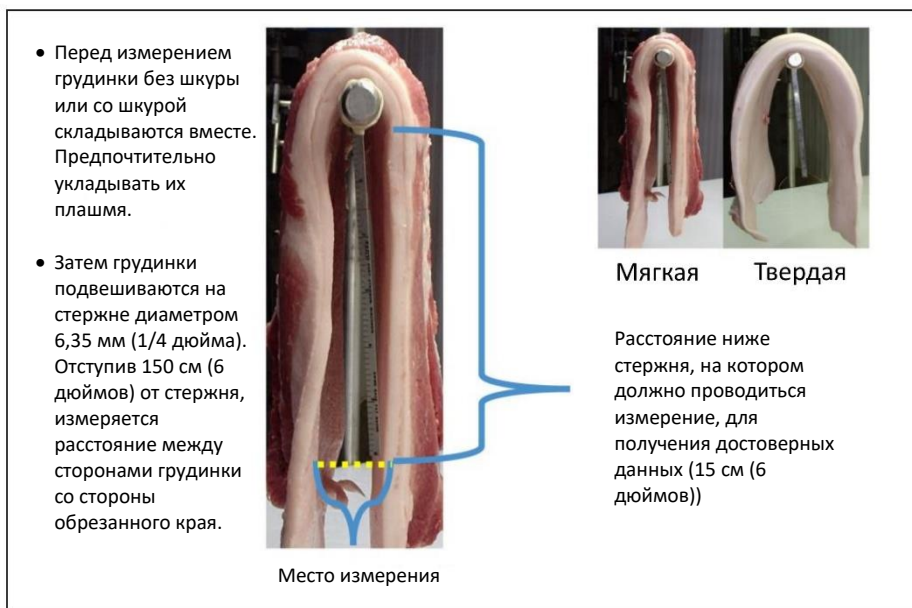 • Перед измерением
грудинки без шкуры
или со шкурой
складываются вместе.
Предпочтительно
укладывать их
плашмя.
• Затем грудинки
подвешиваются на
стержне диаметром
6,35 мм (1/4 дюйма).
Отступив 150 см (6
дюймов) от стержня,
измеряется
расстояние между
сторонами грудинки
со стороны
обрезанного края.
Место измерения
Мягкая
Твердая
Расстояние ниже
стержня, на котором
должно проводиться
измерение, для
получения достоверных
данных (15 см (6
дюймов))